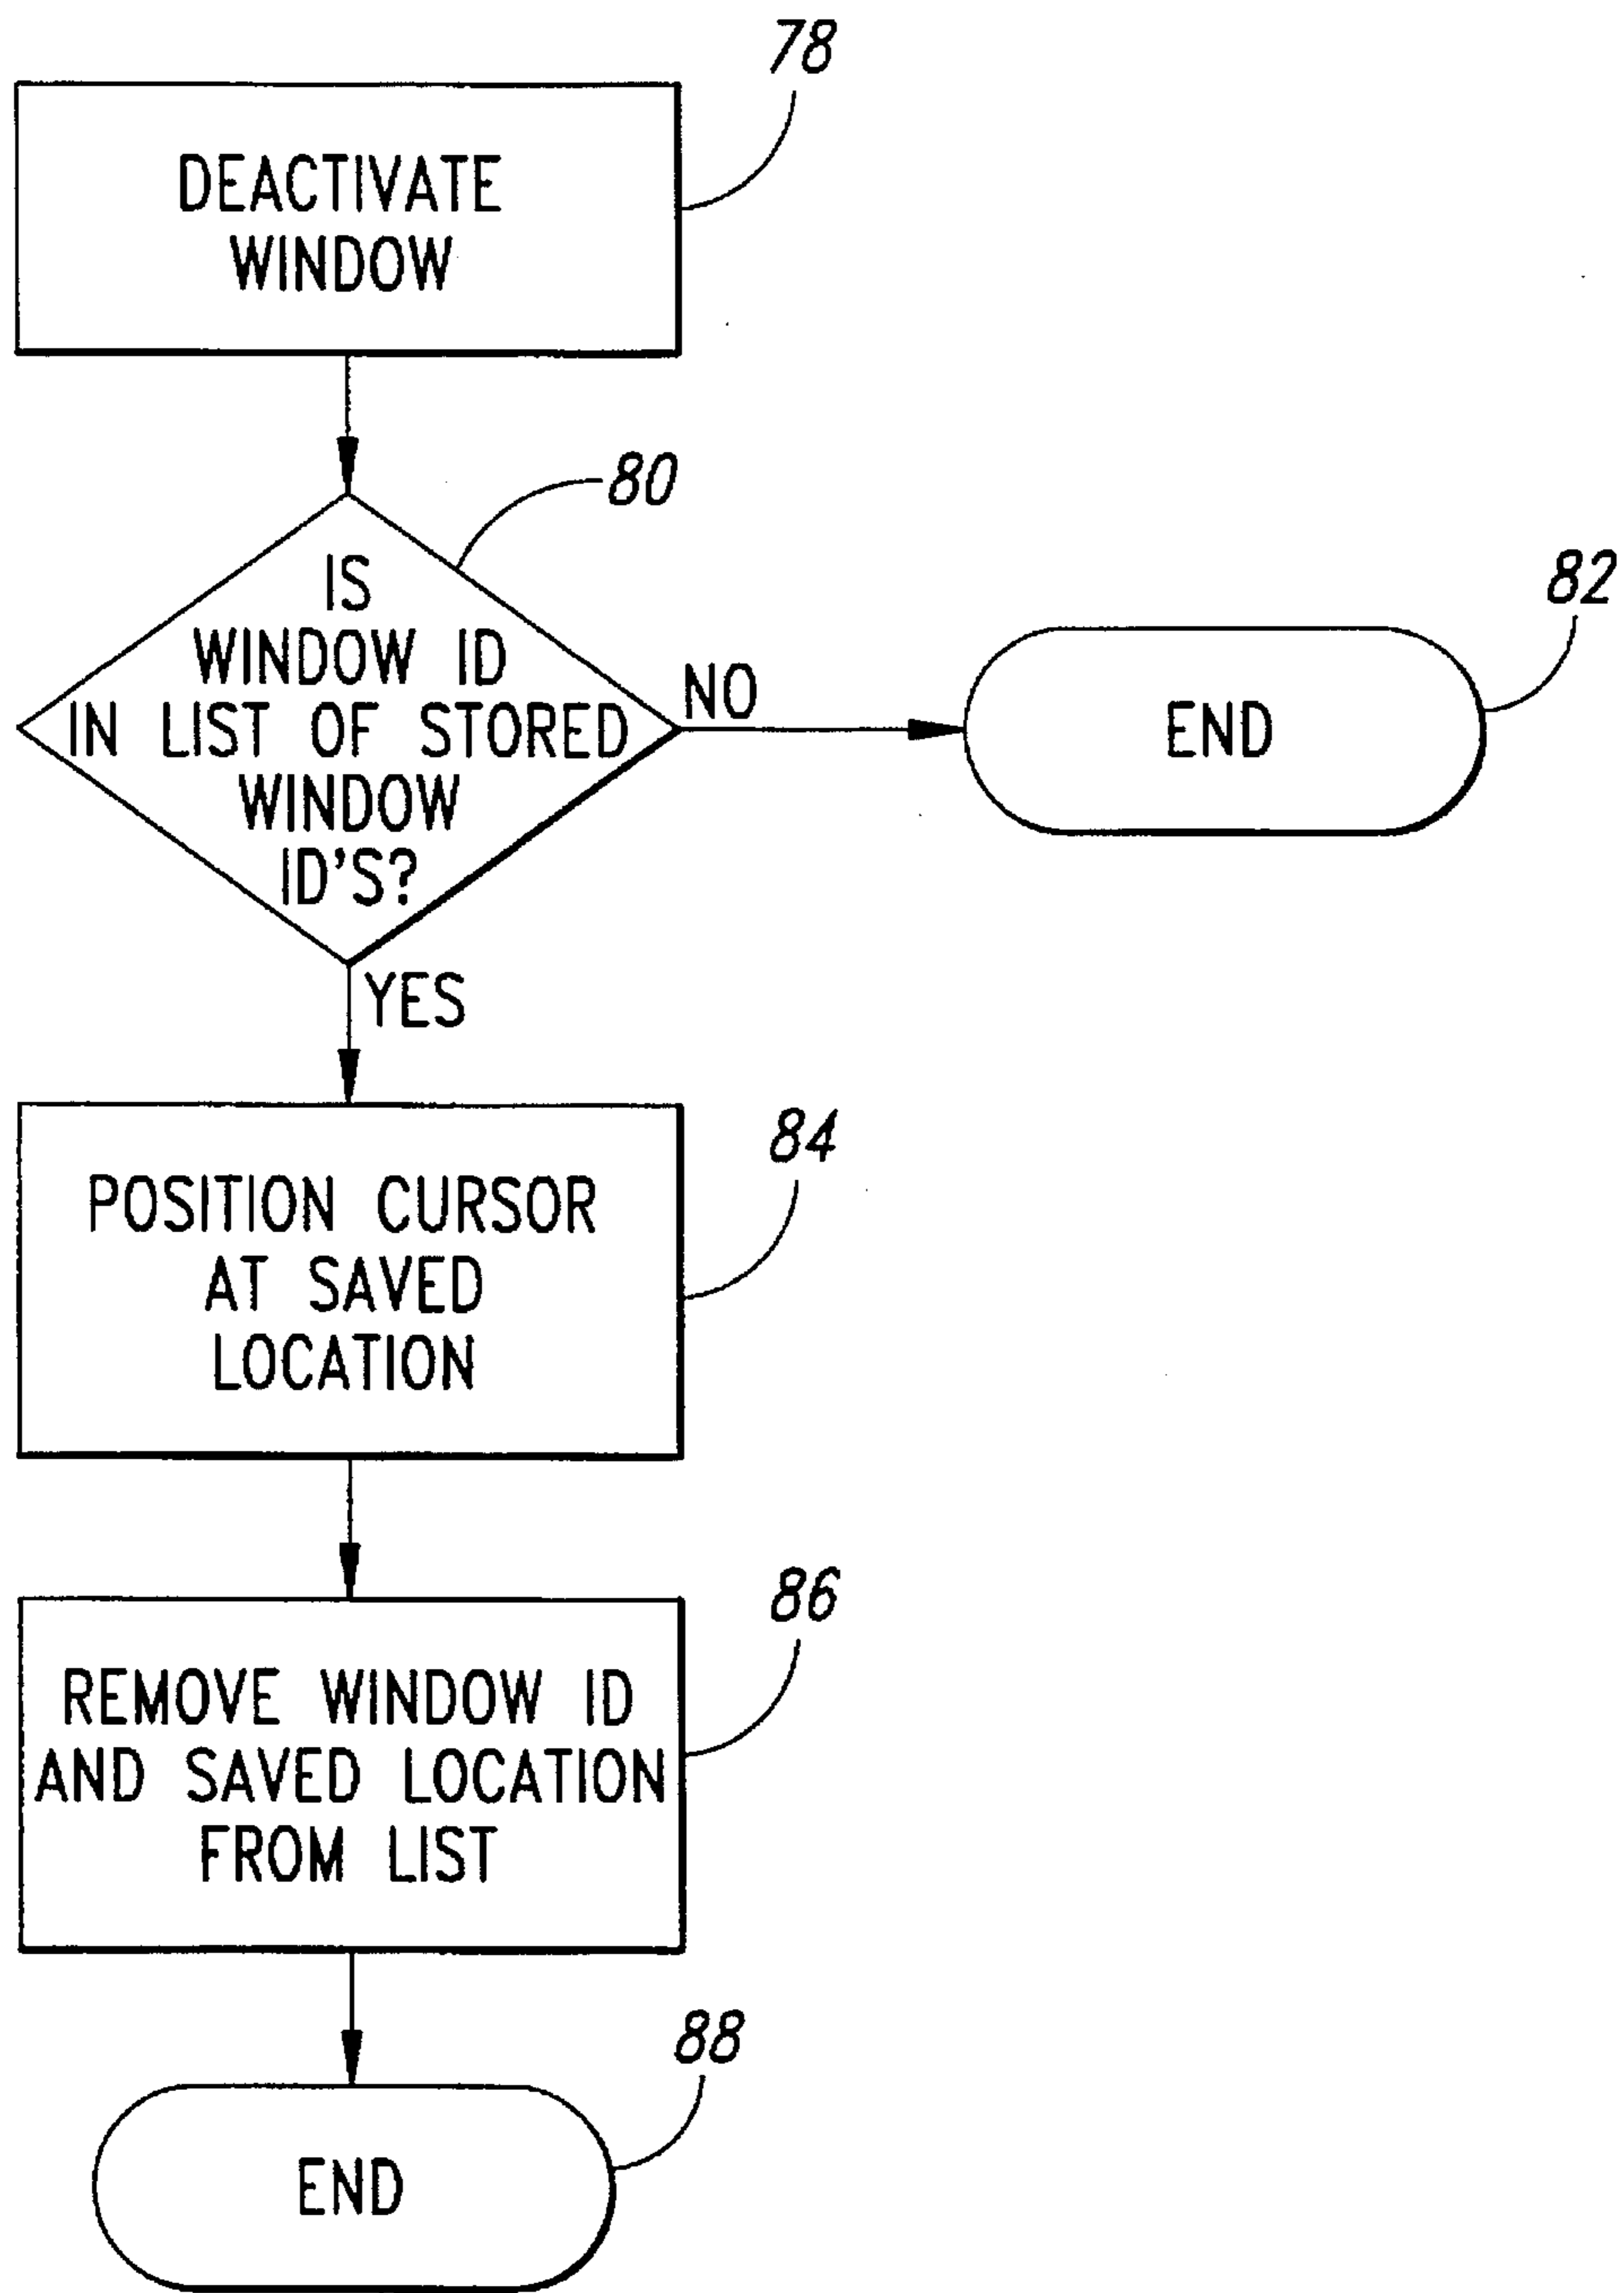 78
DEACTIVATE
WINDOW
80
IS
WINDOW ID
IN LIST OF STORED
WINDOW
ID'S?
NO
82
END
YES
84
POSITION CURSOR
AT SAVED
LOCATION
86
REMOVE WINDOW ID
AND SAVED LOCATION
FROM LIST
88
END